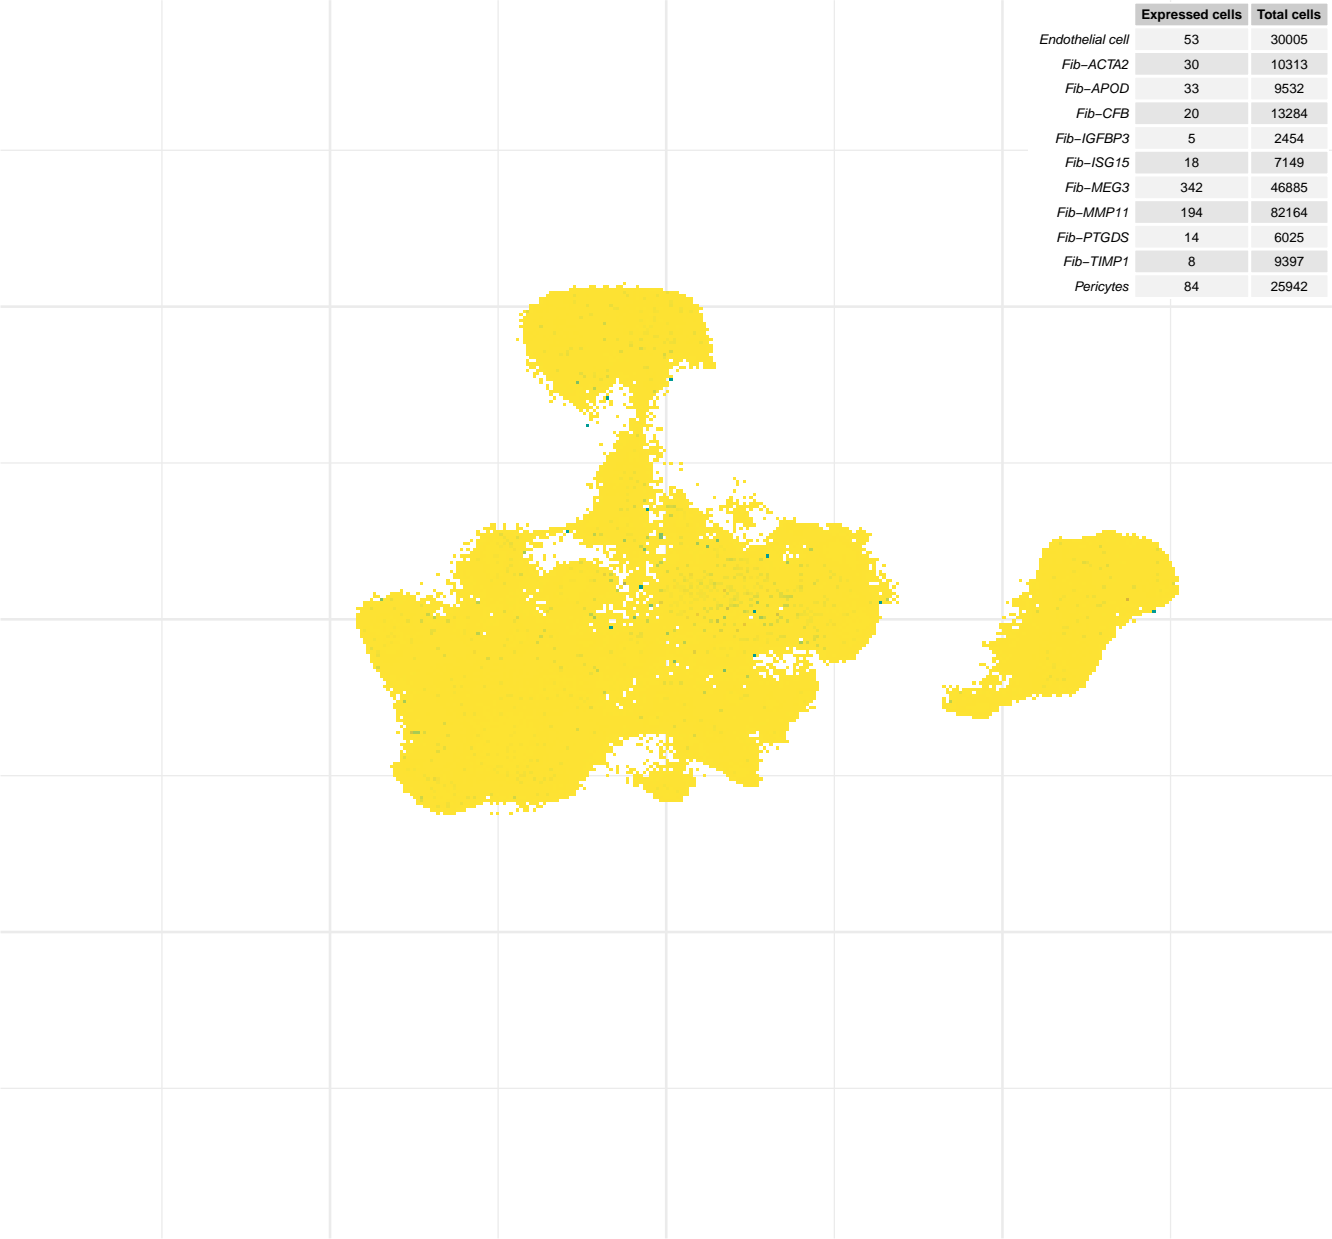 Expressed cells Total cells
Endothelial cell 53 30005
Fib−ACTA2 30 10313
Fib−APOD 33 9532
Fib−CFB 20 13284
Fib−IGFBP3 5 2454
Fib−ISG15 18 7149
Fib−MEG3 342 46885
Fib−MMP11 194 82164
Fib−PTGDS 14 6025
Fib−TIMP1 8 9397
Pericytes 84 25942